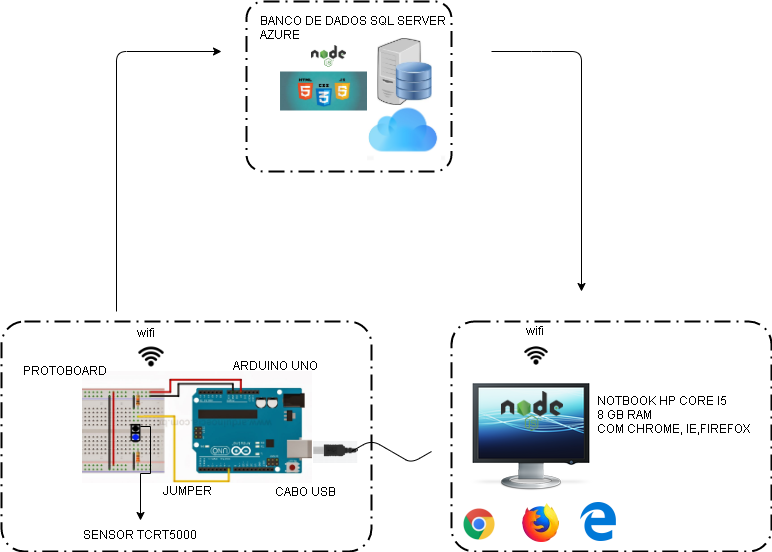 BANCO DE DADOS SQL SERVER
AZURE
node
HTML
CSS
JS
5
3
5
wifi
PROTOBOARD
ARDUINO UNO
UNO
JUMPER
CABO USB
SENSOR TCRT5000
wifi
node
NOTBOOK HP CORE I5
8 GB RAM
COM CHROME, IE,FIREFOX